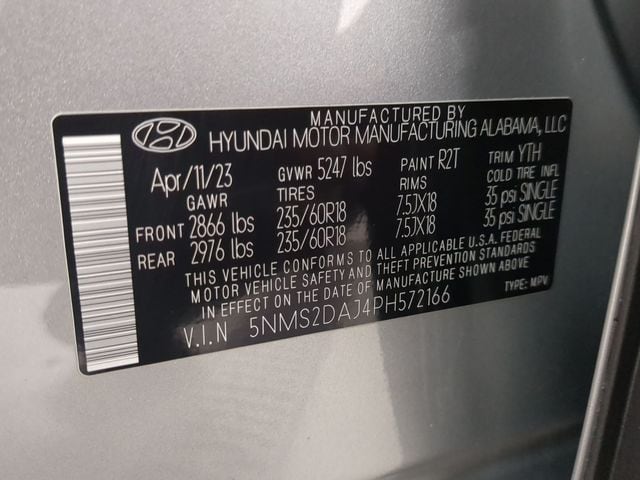 MANUFACTURED BY
HYUNDAI MOTOR MANUFACTURING ALABAMA, LLC
Apr/11/23 GVWR 5247 lbs PAINT R2T TRIM YTH
GAWR TIRES RIMS COLD TIRE INFL
FRONT 2866 lbs 235/60R18 7.5JX18 35 psi SINGLE
REAR 2976 lbs 235/60R18 7.5JX18 35 psi SINGLE
THIS VEHICLE CONFORMS TO ALL APPLICABLE U.S.A. FEDERAL
MOTOR VEHICLE SAFETY AND THEFT PREVENTION STANDARDS
IN EFFECT ON THE DATE OF MANUFACTURE SHOWN ABOVE
V.I.N 5NMS2DAJ4PH572166 TYPE: MPV